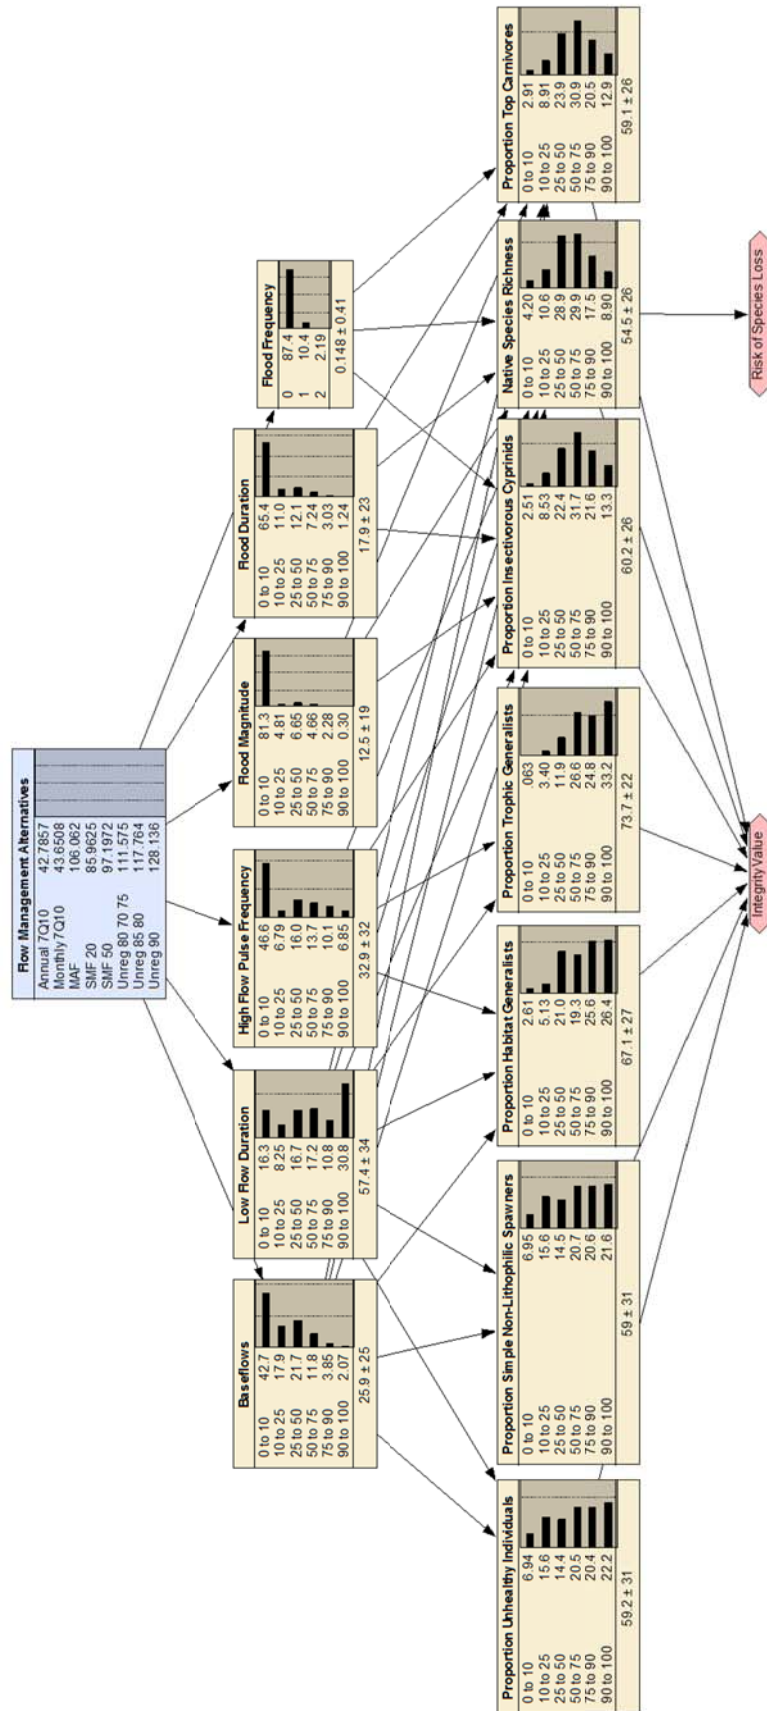 Flow Management Alternatives
Annual 7Q10 42.7857
Monthly 7Q10 43.6508
MAF 106.062
SMF 20 85.9625
SMF 50 97.1972
Unreg 80 70 75 111.575
Unreg 85 80 117.764
Unreg 90 128.136
Baseflows
0 to 10 42.7
10 to 25 17.9
25 to 50 21.7
50 to 75 11.8
75 to 90 3.85
90 to 100 2.07
25.9 ± 25
Low Flow Duration
0 to 10 16.3
10 to 25 8.25
25 to 50 16.7
50 to 75 17.2
75 to 90 10.8
90 to 100 30.8
57.4 ± 34
High Flow Pulse Frequency
0 to 10 46.6
10 to 25 6.79
25 to 50 16.0
50 to 75 13.7
75 to 90 10.1
90 to 100 6.85
32.9 ± 32
Flood Magnitude
0 to 10 81.3
10 to 25 4.81
25 to 50 6.65
50 to 75 4.66
75 to 90 2.28
90 to 100 0.30
12.5 ± 19
Flood Duration
0 to 10 65.4
10 to 25 11.0
25 to 50 12.1
50 to 75 7.24
75 to 90 3.03
90 to 100 1.24
17.9 ± 23
Flood Frequency
0 87.4
1 10.4
2 2.19
0.148 ± 0.41
Proportion Unhealthy Individuals
0 to 10 6.94
10 to 25 15.6
25 to 50 14.4
50 to 75 20.5
75 to 90 20.4
90 to 100 22.2
59.2 ± 31
Proportion Simple Non-Lithophilic Spawners
0 to 10 6.95
10 to 25 15.6
25 to 50 14.5
50 to 75 20.7
75 to 90 20.6
90 to 100 21.6
59 ± 31
Proportion Habitat Generalists
0 to 10 2.61
10 to 25 5.13
25 to 50 21.0
50 to 75 19.3
75 to 90 25.6
90 to 100 26.4
67.1 ± 27
Proportion Trophic Generalists
0 to 10 .063
10 to 25 3.40
25 to 50 11.9
50 to 75 26.6
75 to 90 24.8
90 to 100 33.2
73.7 ± 22
Proportion Insectivorous Cyprinids
0 to 10 2.51
10 to 25 8.53
25 to 50 22.4
50 to 75 31.7
75 to 90 21.6
90 to 100 13.3
60.2 ± 26
Native Species Richness
0 to 10 4.20
10 to 25 10.6
25 to 50 28.9
50 to 75 29.9
75 to 90 17.5
90 to 100 8.90
54.5 ± 26
Proportion Top Carnivores
0 to 10 2.91
10 to 25 8.91
25 to 50 23.9
50 to 75 30.9
75 to 90 20.5
90 to 100 12.9
59.1 ± 26
Integrity Value
Risk of Species Loss